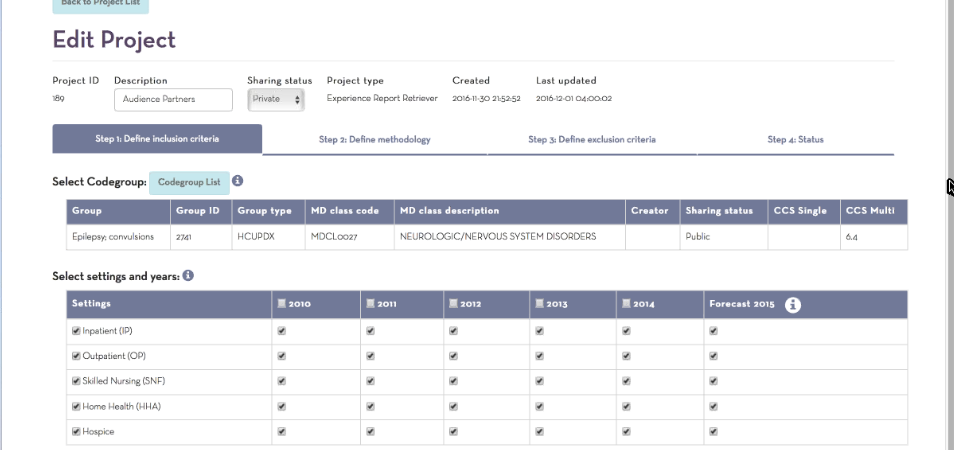 Back to Project List
Edit Project
Project ID Description Sharing status Project type Created Last updated
189 Audience Partners Private Experience Report Retriever 2016-11-30 21:52:52 2016-12-01 04:00:02
Step 1: Define inclusion criteria Step 2: Define methodology Step 3: Define exclusion criteria Step 4: Status
Select Codegroup: Codegroup List
Group Group ID Group type MD class code MD class description Creator Sharing status CCS Single CCS Multi
Epilepsy; convulsions 2741 HCUPDX MDCL0027 NEUROLOGIC/NERVOUS SYSTEM DISORDERS Public 6.4
Select settings and years:
Settings 2010 2011 2012 2013 2014 Forecast 2015
Inpatient (IP)
Outpatient (OP)
Skilled Nursing (SNF)
Home Health (HHA)
Hospice